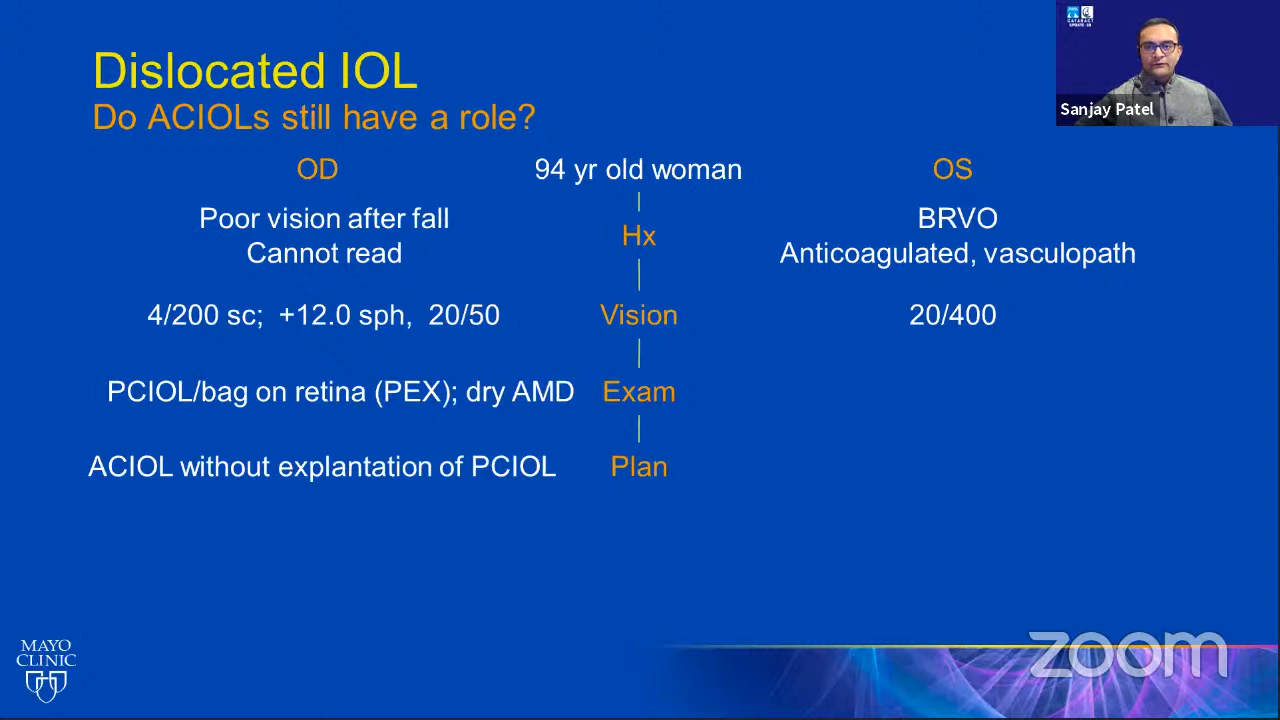 Dislocated IOL
Do ACIOLs still have a role?
OD 94 yr old woman OS
Poor vision after fall
Cannot read
Hx
BRVO
Anticoagulated, vasculopath
4/200 sc; +12.0 sph, 20/50 Vision 20/400
PCIOL/bag on retina (PEX); dry AMD Exam
ACIOL without explantation of PCIOL Plan
Sanjay Patel
MAYO
CLINIC
zoom